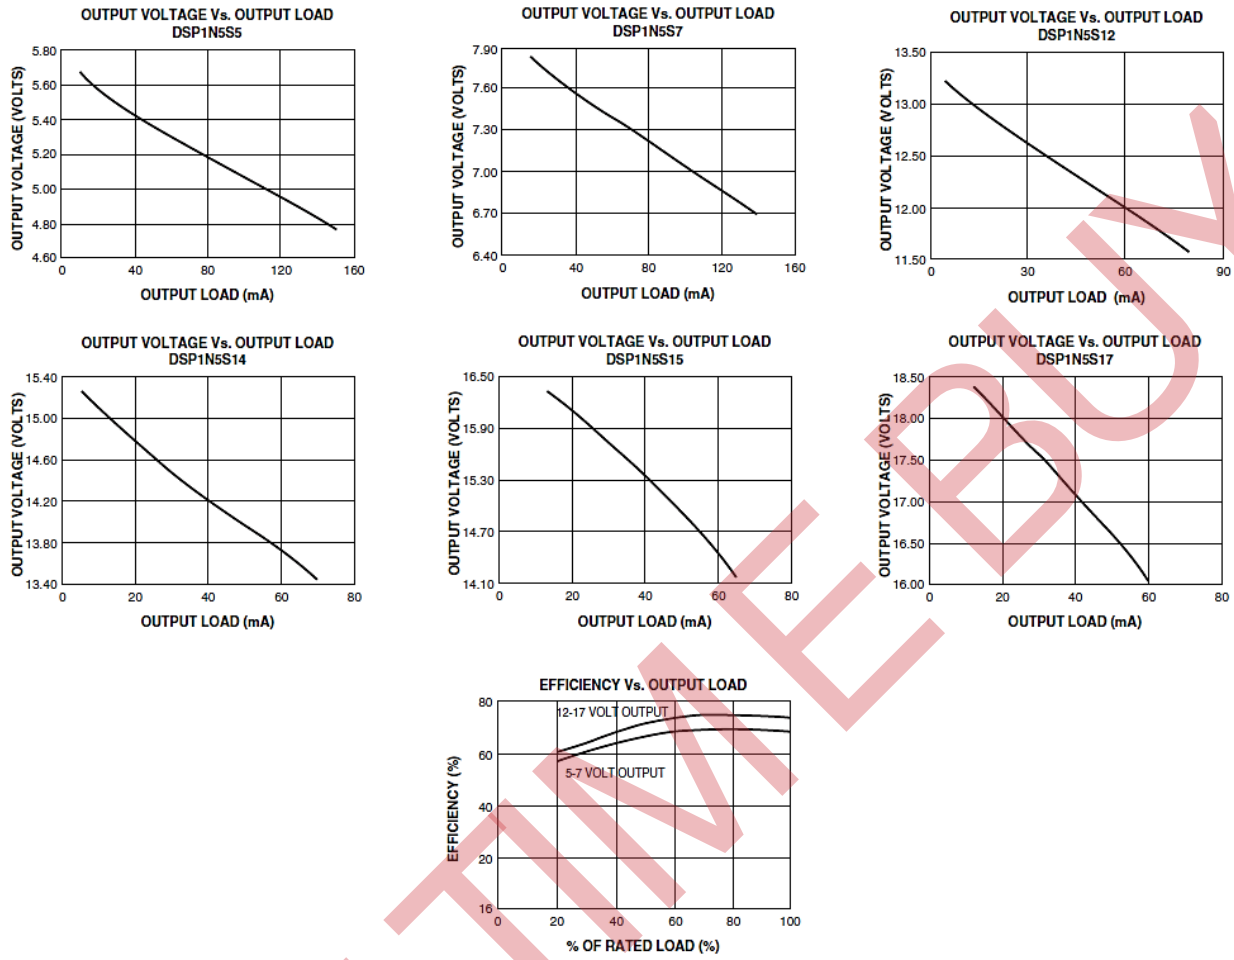 OUTPUT VOLTAGE Vs. OUTPUT LOAD
DSP1N5S5
OUTPUT VOLTAGE (VOLTS)
5.80
5.60
5.40
5.20
5.00
4.80
4.60
0 40 80 120 160
OUTPUT LOAD (mA)
OUTPUT VOLTAGE Vs. OUTPUT LOAD
DSP1N5S7
OUTPUT VOLTAGE (VOLTS)
7.90
7.60
7.30
7.00
6.70
6.40
0 40 80 120 160
OUTPUT LOAD (mA)
OUTPUT VOLTAGE Vs. OUTPUT LOAD
DSP1N5S12
OUTPUT VOLTAGE (VOLTS)
13.50
13.00
12.50
12.00
11.50
0 30 60 90
OUTPUT LOAD (mA)
OUTPUT VOLTAGE Vs. OUTPUT LOAD
DSP1N5S14
OUTPUT VOLTAGE (VOLTS)
15.40
15.00
14.60
14.20
13.80
13.40
0 20 40 60 80
OUTPUT LOAD (mA)
OUTPUT VOLTAGE Vs. OUTPUT LOAD
DSP1N5S15
OUTPUT VOLTAGE (VOLTS)
16.50
15.90
15.30
14.70
14.10
0 20 40 60 80
OUTPUT LOAD (mA)
OUTPUT VOLTAGE Vs. OUTPUT LOAD
DSP1N5S17
OUTPUT VOLTAGE (VOLTS)
18.50
18.00
17.50
17.00
16.50
16.00
0 20 40 60 80
OUTPUT LOAD (mA)
EFFICIENCY Vs. OUTPUT LOAD
EFFICIENCY (%)
80
60
40
20
16
12-17 VOLT OUTPUT
5-7 VOLT OUTPUT
0 20 40 60 80 100
% OF RATED LOAD (%)
TIME BUY